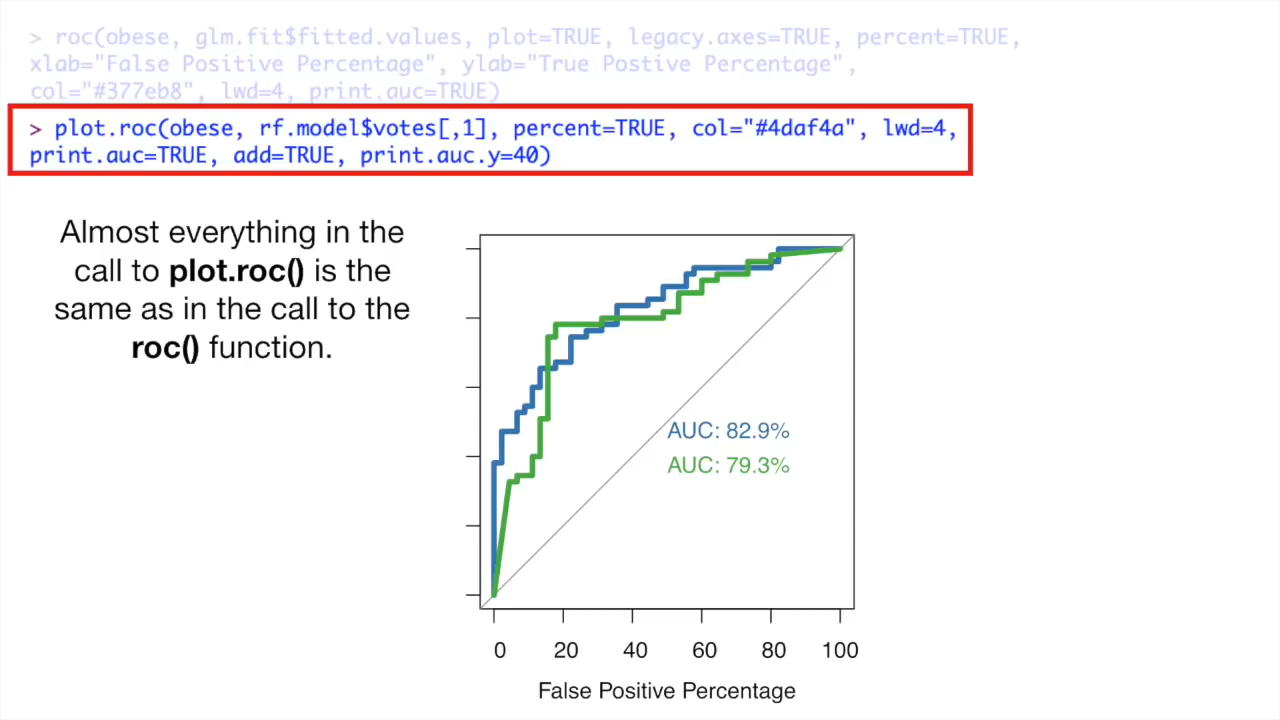 > roc(obese, glm.fit$fitted.values, plot=TRUE, legacy.axes=TRUE, percent=TRUE,
xlab="False Positive Percentage", ylab="True Postive Percentage",
col="#377eb8", lwd=4, print.auc=TRUE)
> plot.roc(obese, rf.model$votes[,1], percent=TRUE, col="#4daf4a", lwd=4,
print.auc=TRUE, add=TRUE, print.auc.y=40)
Almost everything in the
call to plot.roc() is the
same as in the call to the
roc() function.
AUC: 82.9%
AUC: 79.3%
0 20 40 60 80 100
False Positive Percentage